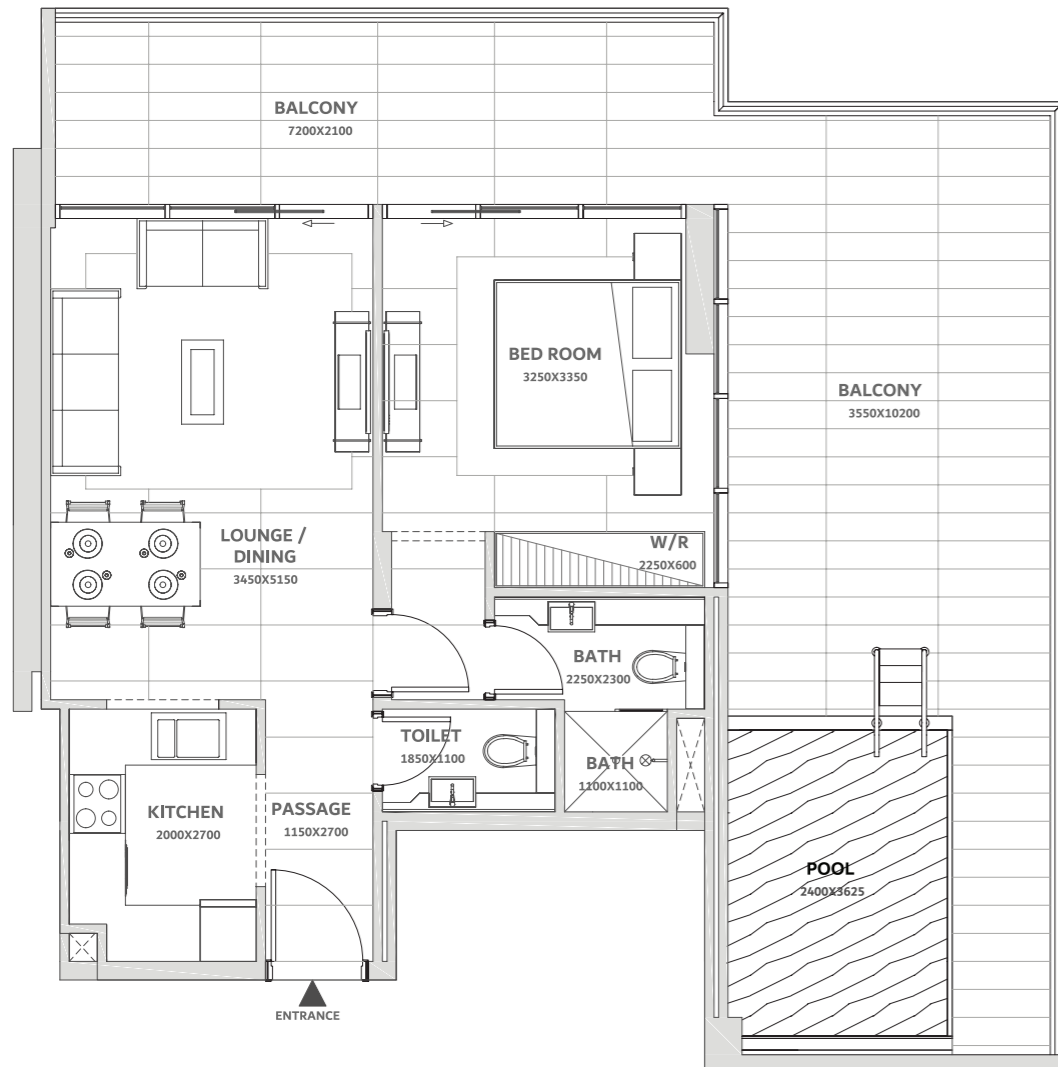 BALCONY
7200X2100
BED ROOM
3250X3350
BALCONY
3550X10200
LOUNGE /
DINING
3450X5150
W/R
2250X600
BATH
2250X2300
TOILET
1850X1100
BATH
1100X1100
KITCHEN
2000X2700
PASSAGE
1150X2700
POOL
2400X3625
ENTRANCE